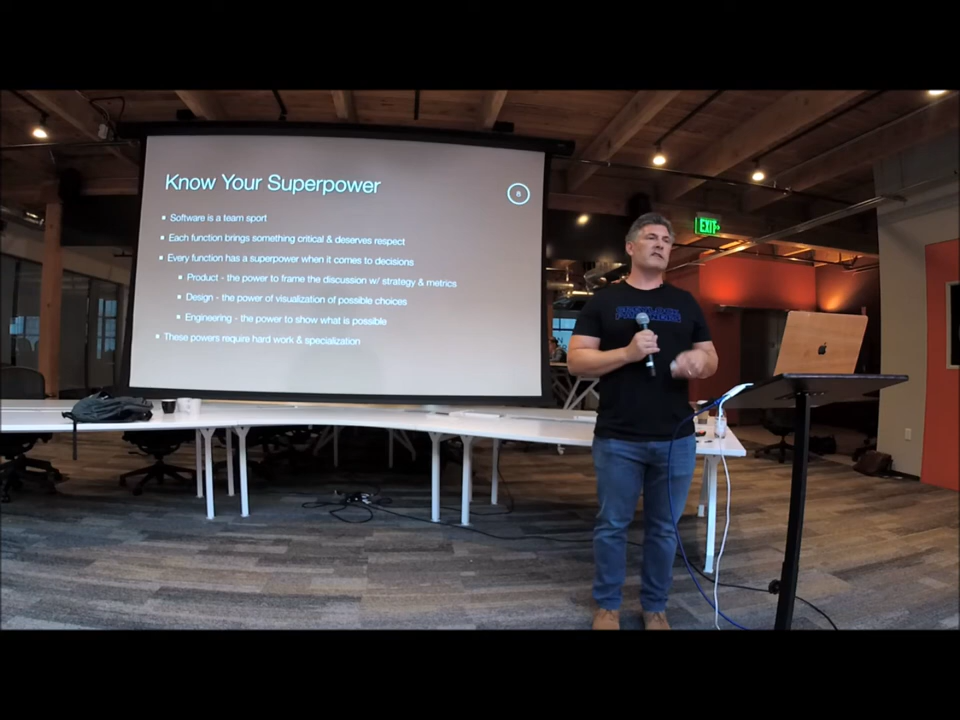 Know Your Superpower
8
Software is a team sport
Each function brings something critical & deserves respect
Every function has a superpower when it comes to decisions
Product - the power to frame the discussion w/ strategy & metrics
Design - the power of visualization of possible choices
Engineering - the power to show what is possible
These powers require hard work & specialization
EXIT